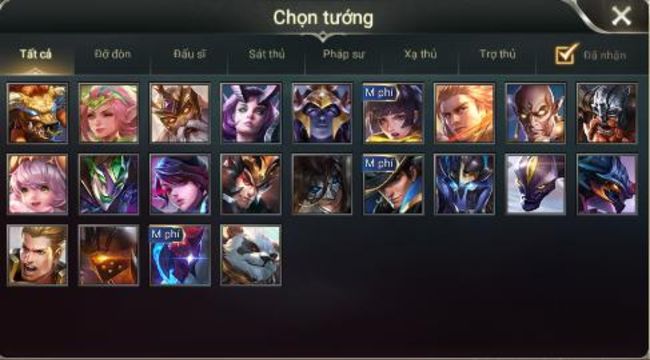 Chọn tướng
Tất cả Đỡ đòn Đấu sĩ Sát thủ Pháp sư Xạ thủ Trợ thủ Đã nhận
M phí
M phí
M phí